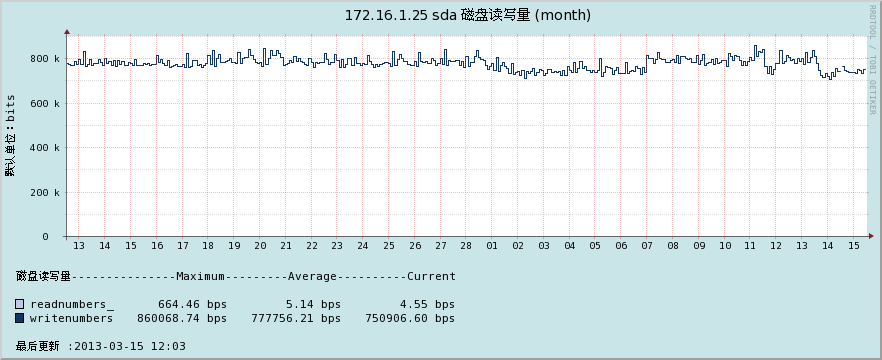 172.16.1.25 sda 磁盘读写量 (month)
RRDTOOL / TOBI OETIKER
默认单位：bits
800 k
600 k
400 k
200 k
0
13 14 15 16 17 18 19 20 21 22 23 24 25 26 27 28 01 02 03 04 05 06 07 08 09 10 11 12 13 14 15
磁盘读写量---------------Maximum---------Average----------Current
readnumbers_ 664.46 bps 5.14 bps 4.55 bps
writenumbers 860068.74 bps 777756.21 bps 750906.60 bps
最后更新 :2013-03-15 12:03